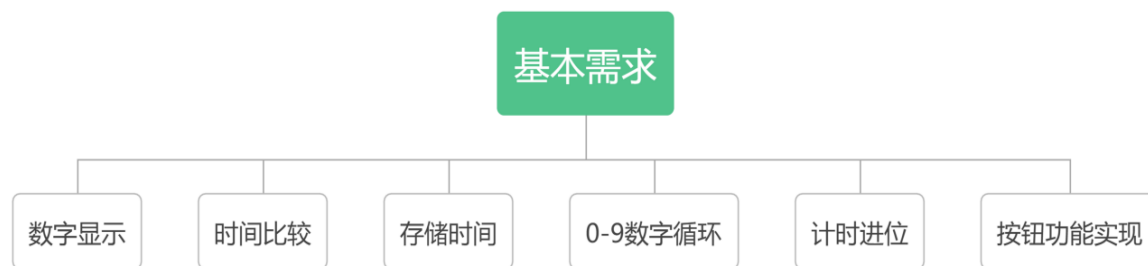 基本需求
数字显示
时间比较
存储时间
0-9数字循环
计时进位
按钮功能实现